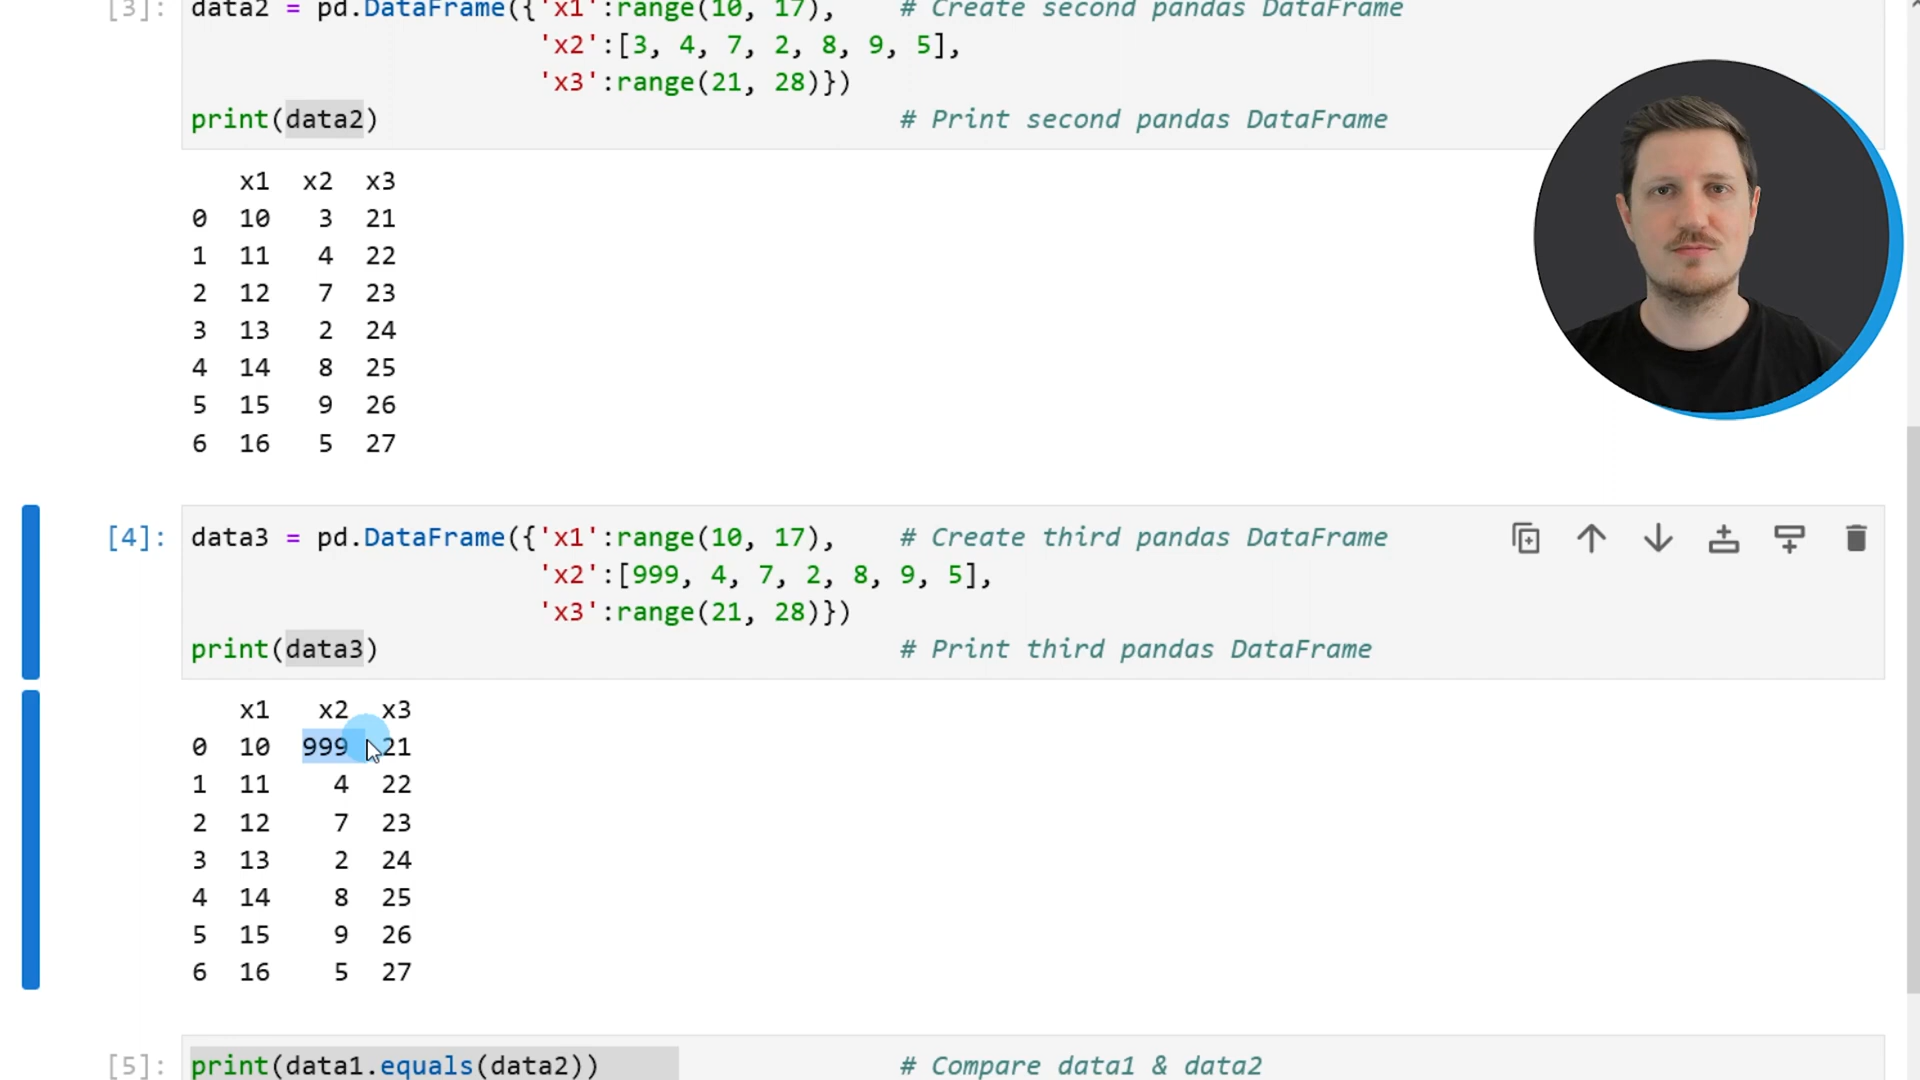 [3]: data2 = pd.DataFrame({'x1':range(10, 17), # Create second pandas DataFrame
'x2':[3, 4, 7, 2, 8, 9, 5],
'x3':range(21, 28)})
print(data2) # Print second pandas DataFrame
x1 x2 x3
0 10 3 21
1 11 4 22
2 12 7 23
3 13 2 24
4 14 8 25
5 15 9 26
6 16 5 27
[4]: data3 = pd.DataFrame({'x1':range(10, 17), # Create third pandas DataFrame
'x2':[999, 4, 7, 2, 8, 9, 5],
'x3':range(21, 28)})
print(data3) # Print third pandas DataFrame
x1 x2 x3
0 10 999 21
1 11 4 22
2 12 7 23
3 13 2 24
4 14 8 25
5 15 9 26
6 16 5 27
[5]: print(data1.equals(data2)) # Compare data1 & data2